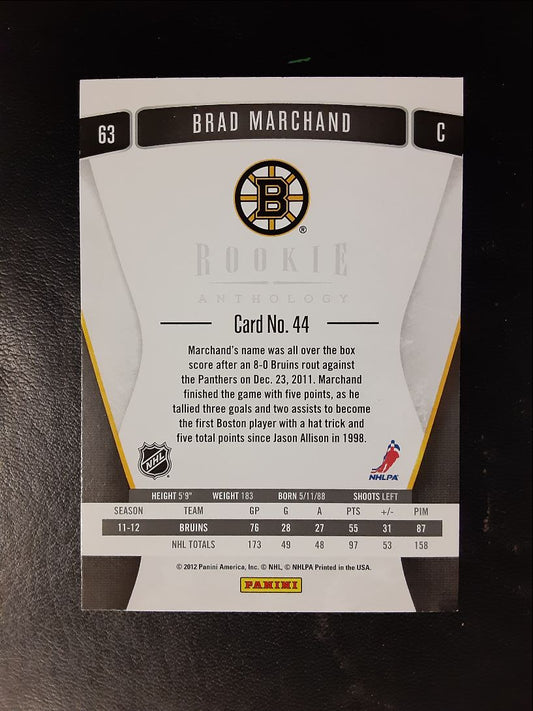 63 BRAD MARCHAND C
B
®
ROOKIE
ANTHOLOGY
Card No. 44
Marchand's name was all over the box
score after an 8-0 Bruins rout against
the Panthers on Dec. 23, 2011. Marchand
finished the game with five points, as he
tallied three goals and two assists to become
the first Boston player with a hat trick and
five total points since Jason Allison in 1998.
NHL
NHLPA
HEIGHT 5'9" WEIGHT 183 BORN 5/11/88 SHOOTS LEFT
SEASON TEAM GP G A PTS +/- PIM
11-12 BRUINS 76 28 27 55 31 87
NHL TOTALS 173 49 48 97 53 158
© 2012 Panini America, Inc. © NHL, © NHLPA Printed in the USA.
PANINI